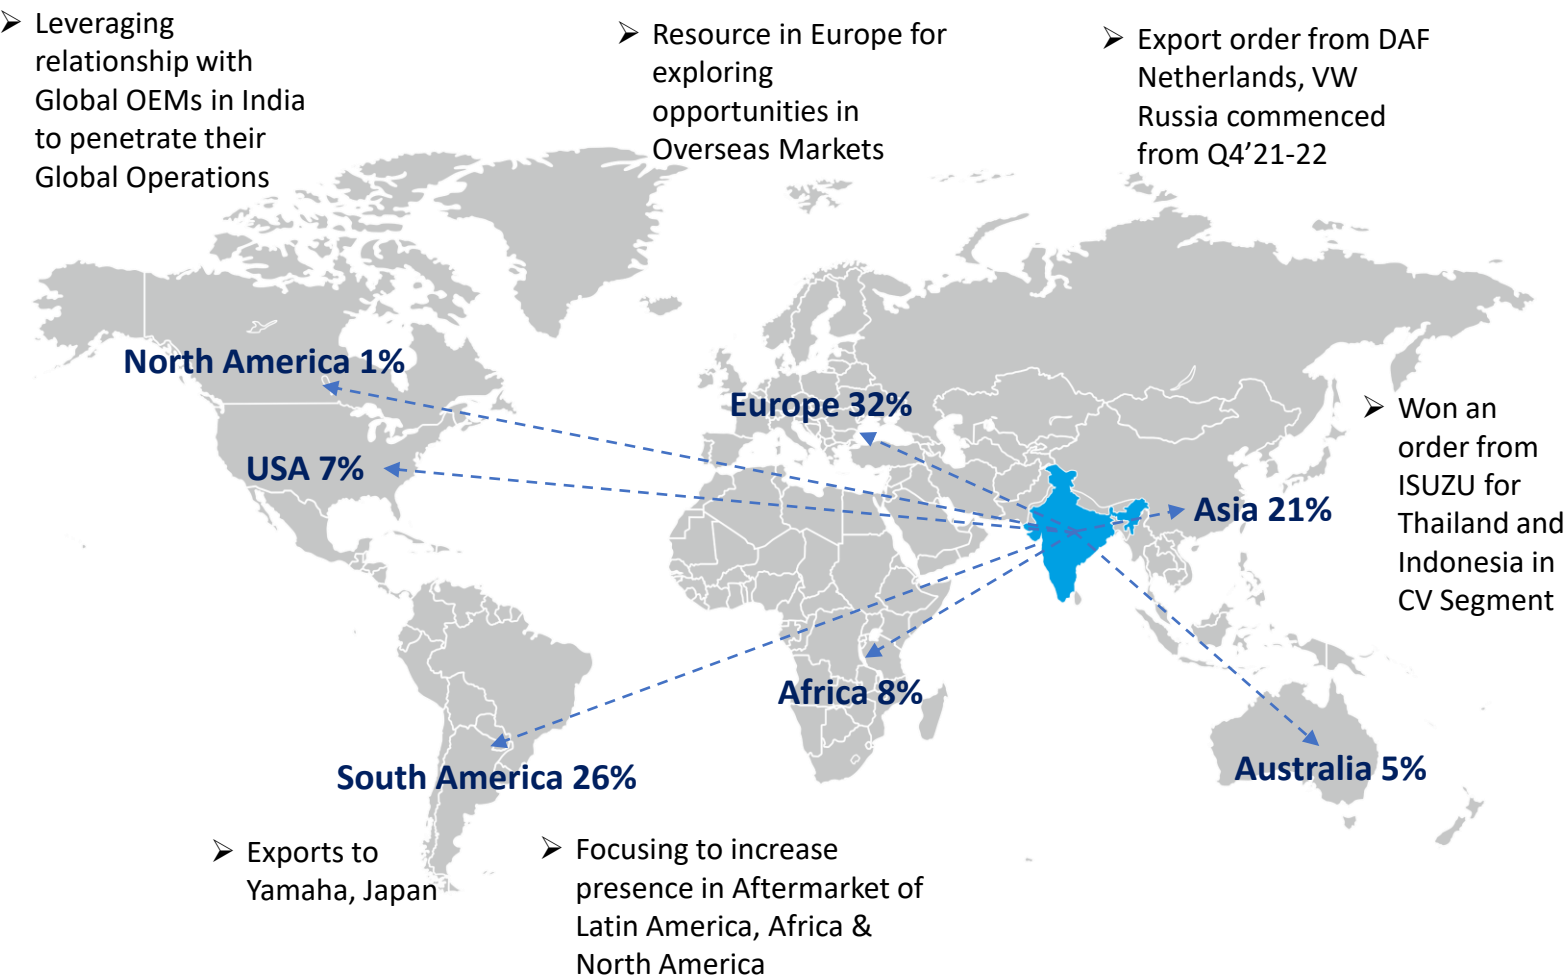 ➢ Leveraging
relationship with
Global OEMs in India
to penetrate their
Global Operations
➢ Resource in Europe for
exploring
opportunities in
Overseas Markets
➢ Export order from DAF
Netherlands, VW
Russia commenced
from Q4’21-22
North America 1%
Europe 32%
USA 7%
Asia 21%
➢ Won an
order from
ISUZU for
Thailand and
Indonesia in
CV Segment
Africa 8%
South America 26%
Australia 5%
➢ Exports to
Yamaha, Japan
➢ Focusing to increase
presence in Aftermarket of
Latin America, Africa &
North America